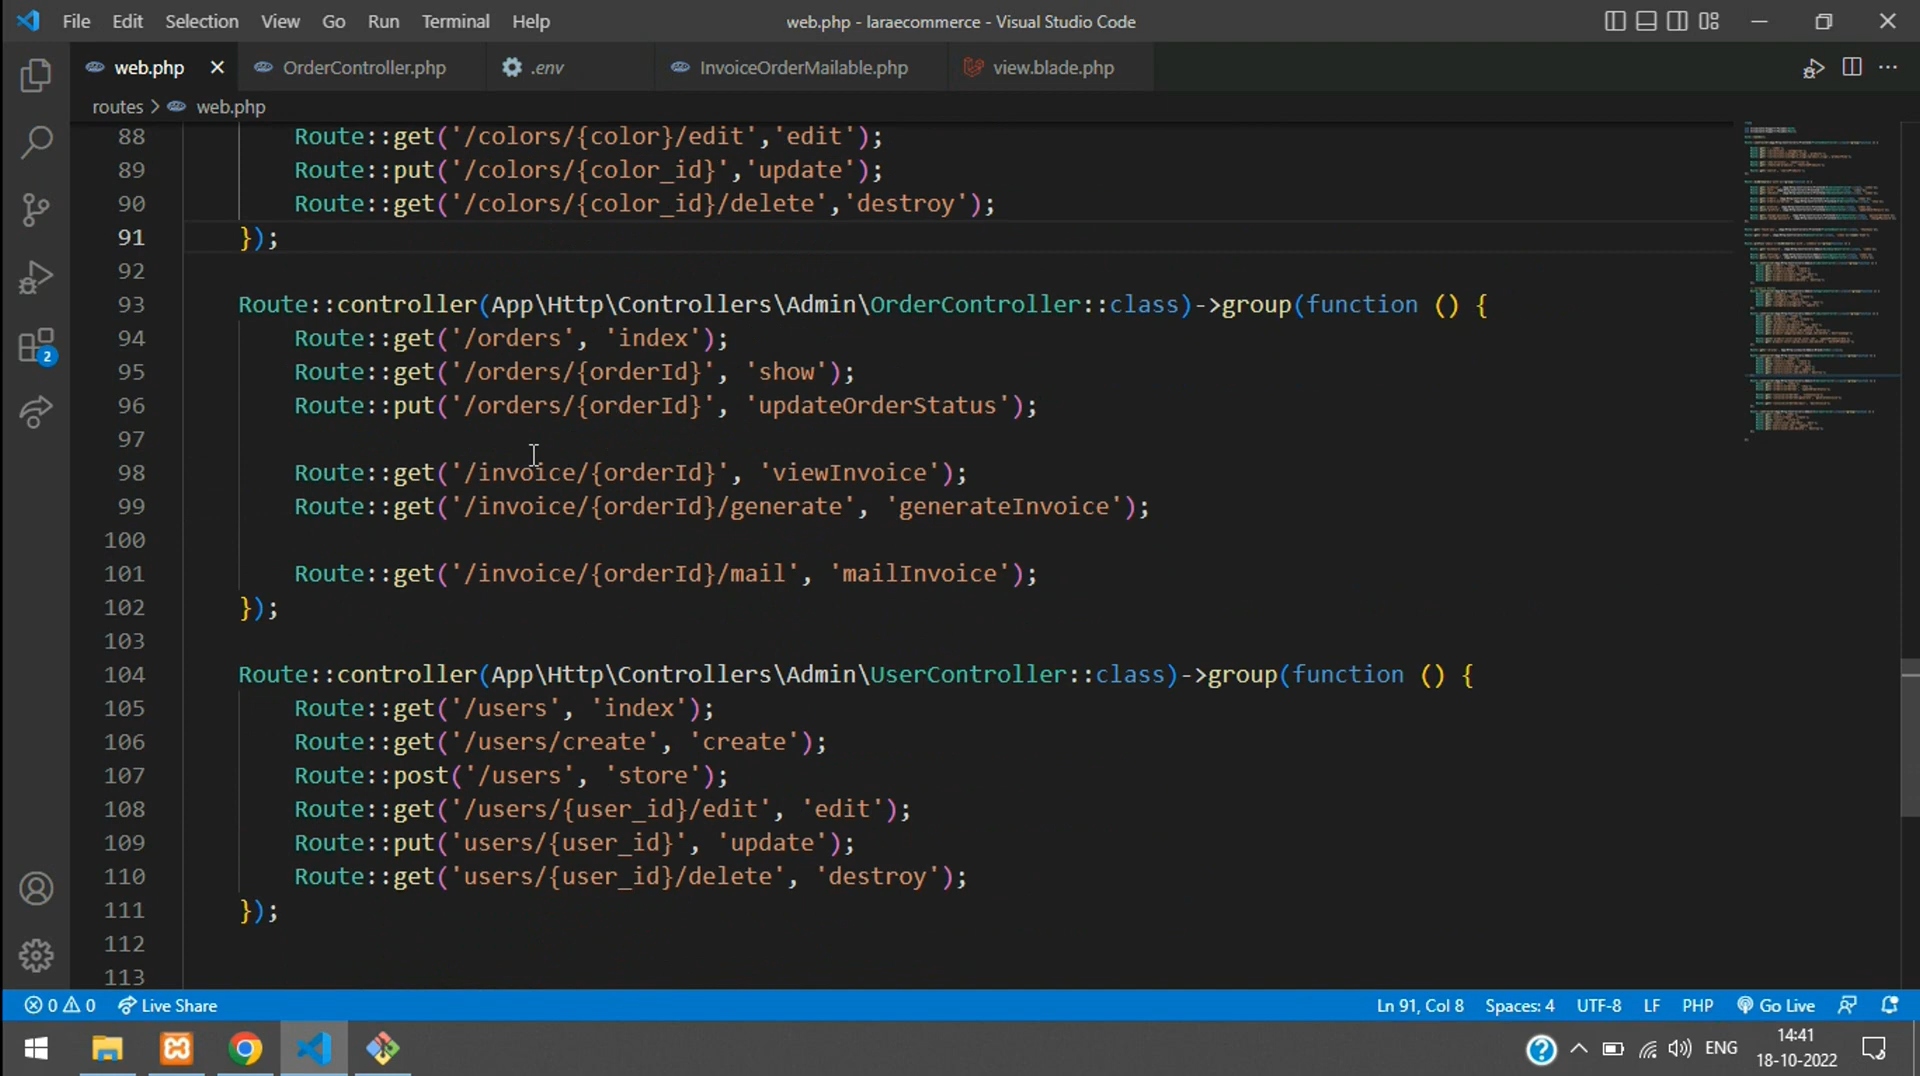 File Edit Selection View Go Run Terminal Help
web.php - laraecommerce - Visual Studio Code
web.php OrderController.php .env InvoiceOrderMailable.php view.blade.php
routes > web.php
88 Route::get('/colors/{color}/edit','edit');
89 Route::put('/colors/{color_id}','update');
90 Route::get('/colors/{color_id}/delete','destroy');
91 });
92
93 Route::controller(App\Http\Controllers\Admin\OrderController::class)->group(function () {
94 Route::get('/orders', 'index');
95 Route::get('/orders/{orderId}', 'show');
96 Route::put('/orders/{orderId}', 'updateOrderStatus');
97
98 Route::get('/invoice/{orderId}', 'viewInvoice');
99 Route::get('/invoice/{orderId}/generate', 'generateInvoice');
100
101 Route::get('/invoice/{orderId}/mail', 'mailInvoice');
102 });
103
104 Route::controller(App\Http\Controllers\Admin\UserController::class)->group(function () {
105 Route::get('/users', 'index');
106 Route::get('/users/create', 'create');
107 Route::post('/users', 'store');
108 Route::get('/users/{user_id}/edit', 'edit');
109 Route::put('users/{user_id}', 'update');
110 Route::get('users/{user_id}/delete', 'destroy');
111 });
112
113
2
0 0 Live Share Ln 91, Col 8 Spaces: 4 UTF-8 LF PHP Go Live
ENG 14:41
18-10-2022